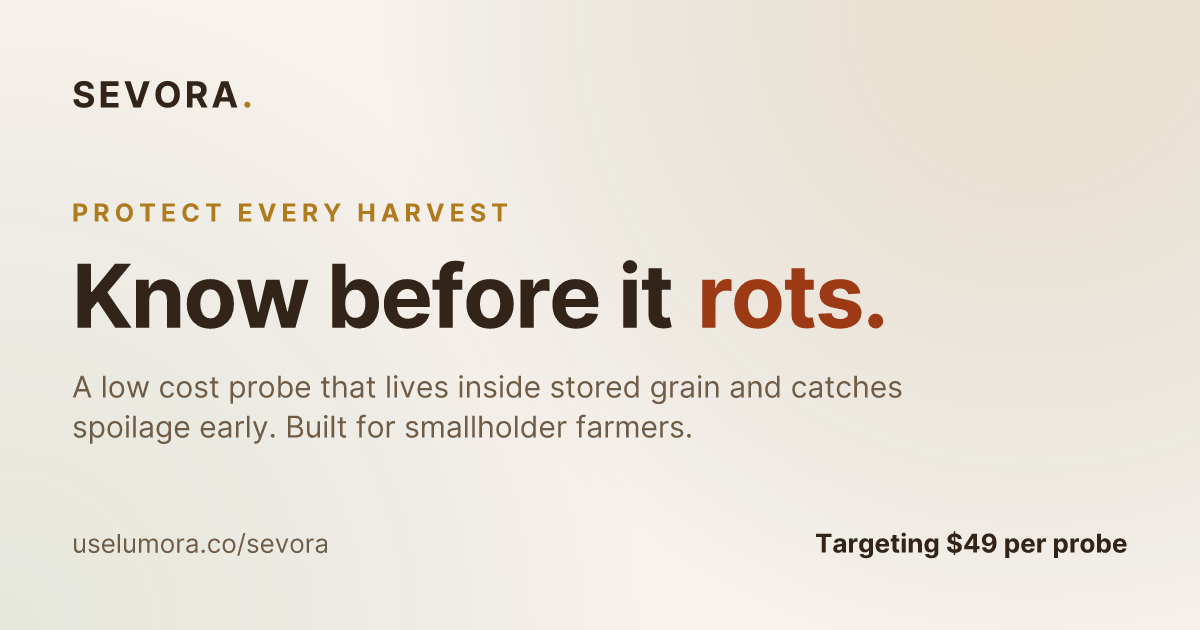 SEVORA.
PROTECT EVERY HARVEST
Know before it rots.
A low cost probe that lives inside stored grain and catches
spoilage early. Built for smallholder farmers.
uselumora.co/sevora
Targeting $49 per probe